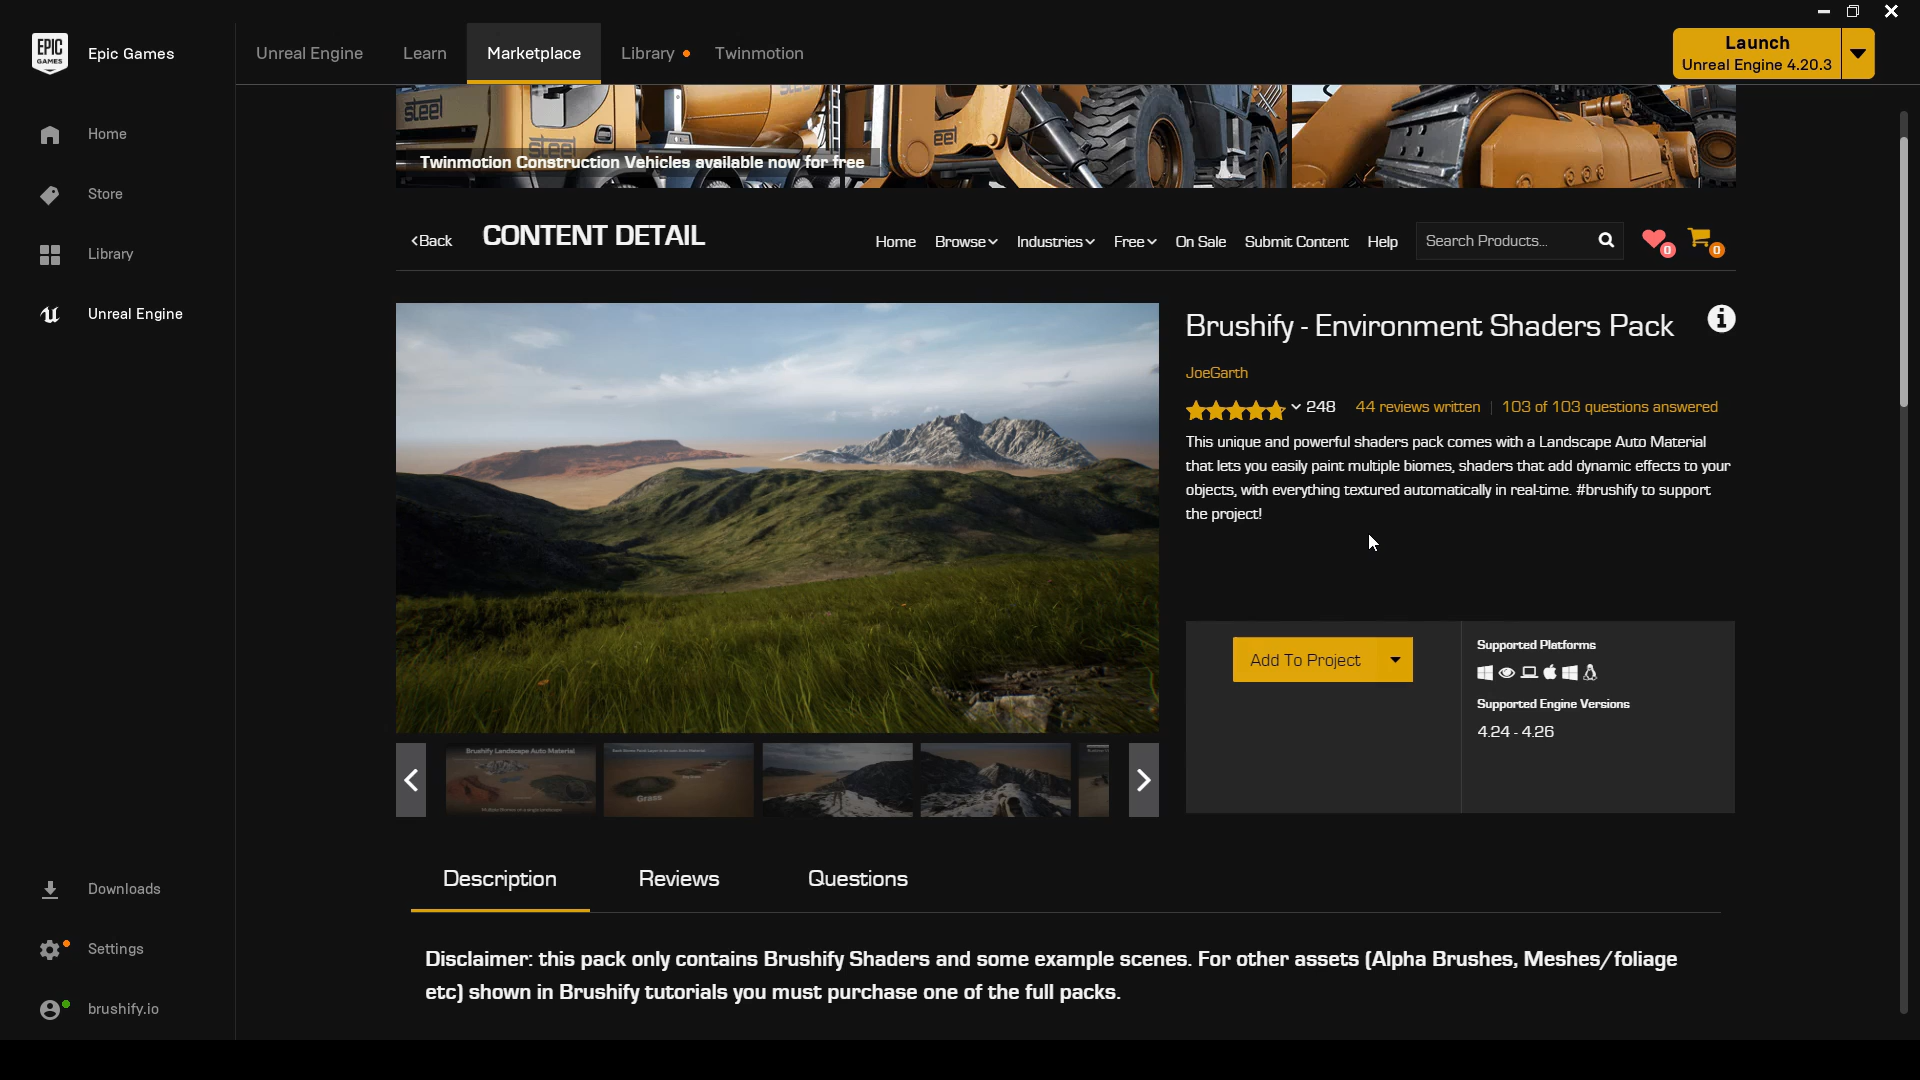 EPIC
GAMES
Epic Games
Unreal Engine
Learn
Marketplace
Library
Twinmotion
Launch
Unreal Engine 4.20.3
Home
Store
Library
Unreal Engine
Downloads
Settings
brushify.io
steel
steel
steel
eel
Twinmotion Construction Vehicles available now for free
<Back
CONTENT DETAIL
Home
Browse
Industries
Free
On Sale
Submit Content
Help
Search Products...
0
0
Brushify - Environment Shaders Pack
JoeGarth
248
44 reviews written | 103 of 103 questions answered
This unique and powerful shaders pack comes with a Landscape Auto Material
that lets you easily paint multiple biomes, shaders that add dynamic effects to your
objects, with everything textured automatically in real-time. #brushify to support
the project!
Add To Project
Supported Platforms
Supported Engine Versions
4.24 - 4.26
Brushify Landscape Auto Material
Grass
Description
Reviews
Questions
Disclaimer: this pack only contains Brushify Shaders and some example scenes. For other assets (Alpha Brushes, Meshes/foliage
etc) shown in Brushify tutorials you must purchase one of the full packs.